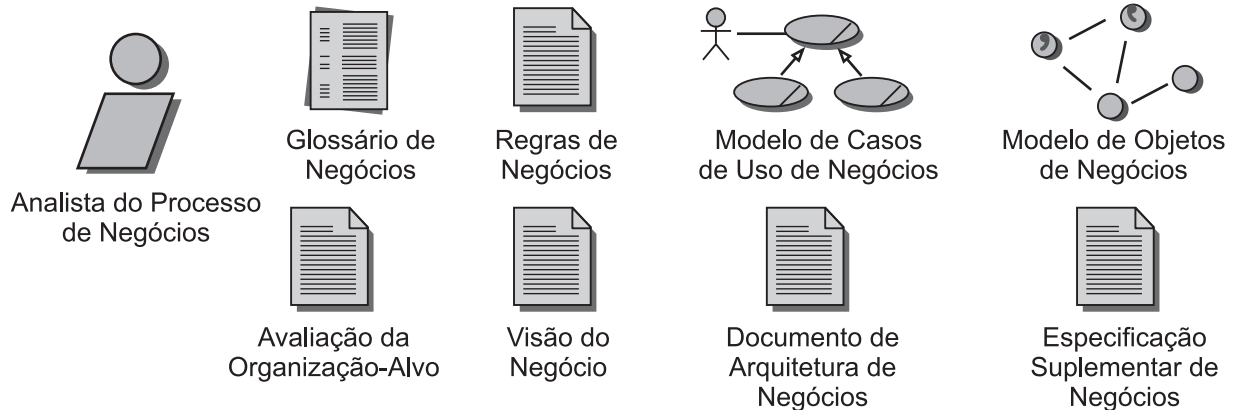 Glossário de
Negócios
Regras de
Negócios
Modelo de Casos
de Uso de Negócios
Modelo de Objetos
de Negócios
Analista do Processo
de Negócios
Avaliação da
Organização-Alvo
Visão do
Negócio
Documento de
Arquitetura de
Negócios
Especificação
Suplementar de
Negócios